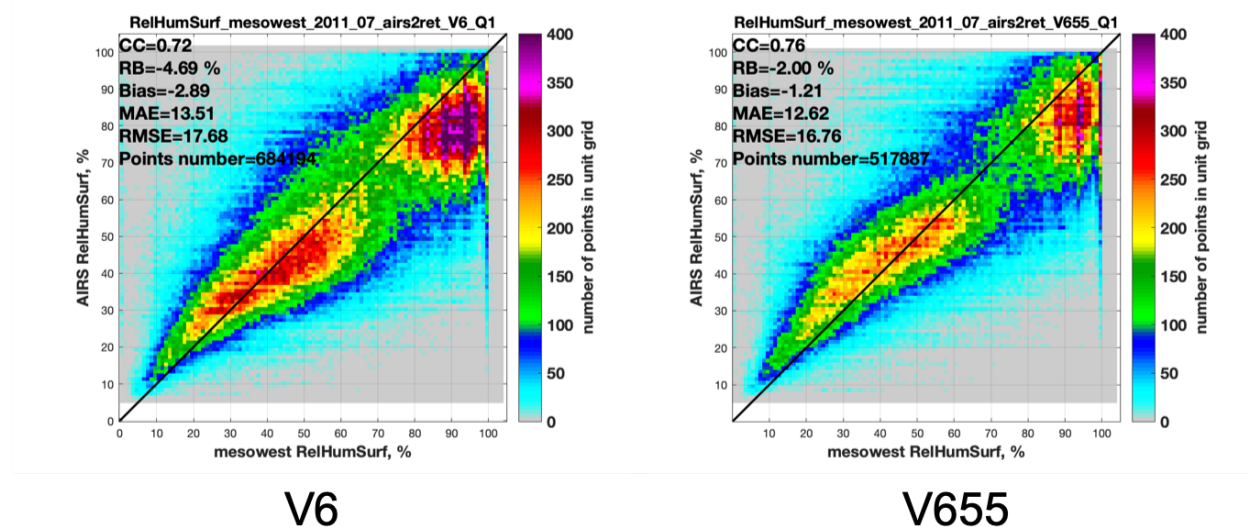 RelHumSurf_mesowest_2011_07_airs2ret_V6_Q1
CC=0.72
RB=-4.69 %
Bias=-2.89
MAE=13.51
RMSE=17.68
Points number=684194
100
90
80
70
60
50
40
30
20
10
0
AIRS RelHumSurf, %
0 10 20 30 40 50 60 70 80 90 100
mesowest RelHumSurf, %
400
350
300
250
200
150
100
50
0
number of points in unit grid
V6
RelHumSurf_mesowest_2011_07_airs2ret_V655_Q1
CC=0.76
RB=-2.00 %
Bias=-1.21
MAE=12.62
RMSE=16.76
Points number=517887
100
90
80
70
60
50
40
30
20
10
AIRS RelHumSurf, %
10 20 30 40 50 60 70 80 90 100
mesowest RelHumSurf, %
400
350
300
250
200
150
100
50
0
number of points in unit grid
V655